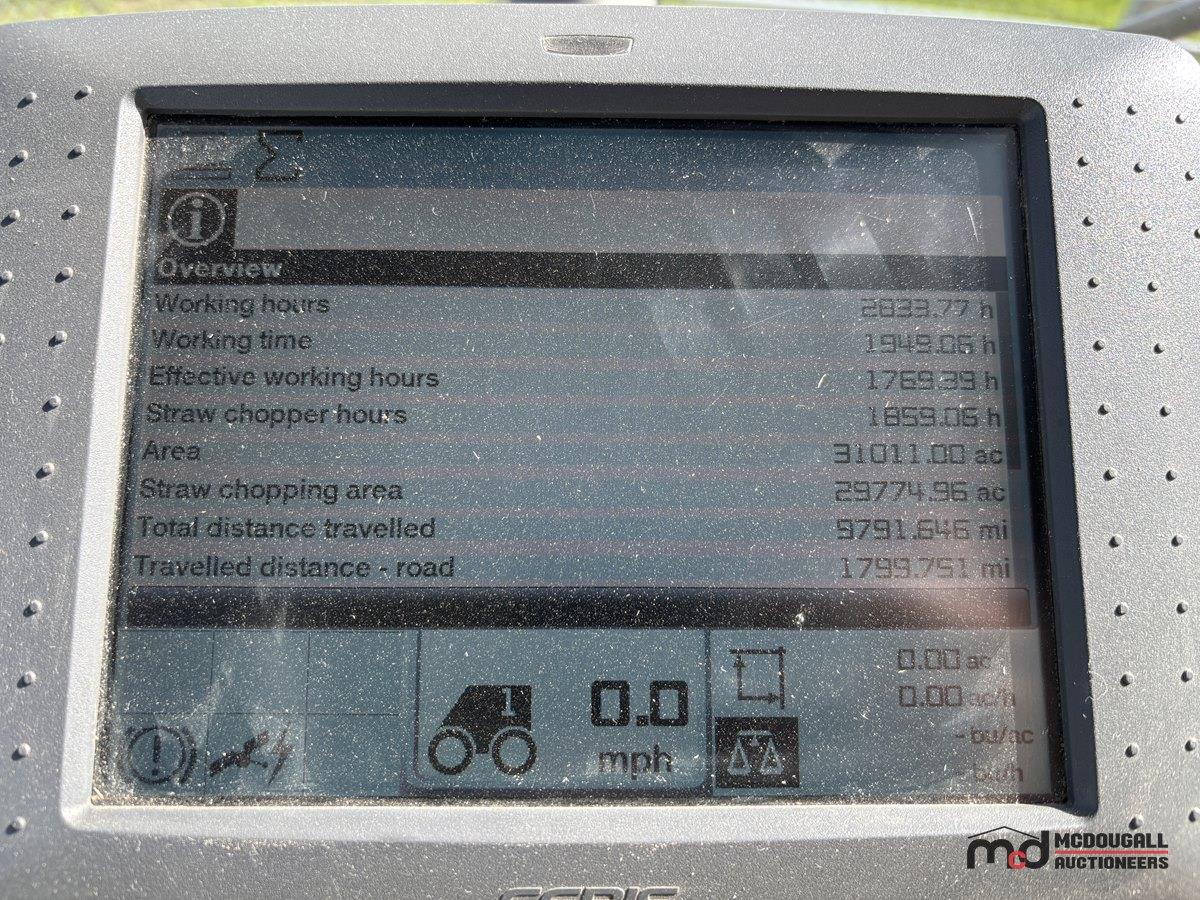 Overview
Working hours 2833.77 h
Working time 1949.06 h
Effective working hours 1769.39 h
Straw chopper hours 1859.06 h
Area 31011.00 ac
Straw chopping area 29774.96 ac
Total distance travelled 9791.646 mi
Travelled distance - road 1799.751 mi
1 0.0 mph
0.00 ac
0.00 ac/h
- bu/ac
- bu/h
mcd MCDOUGALL
AUCTIONEERS
CEBIS